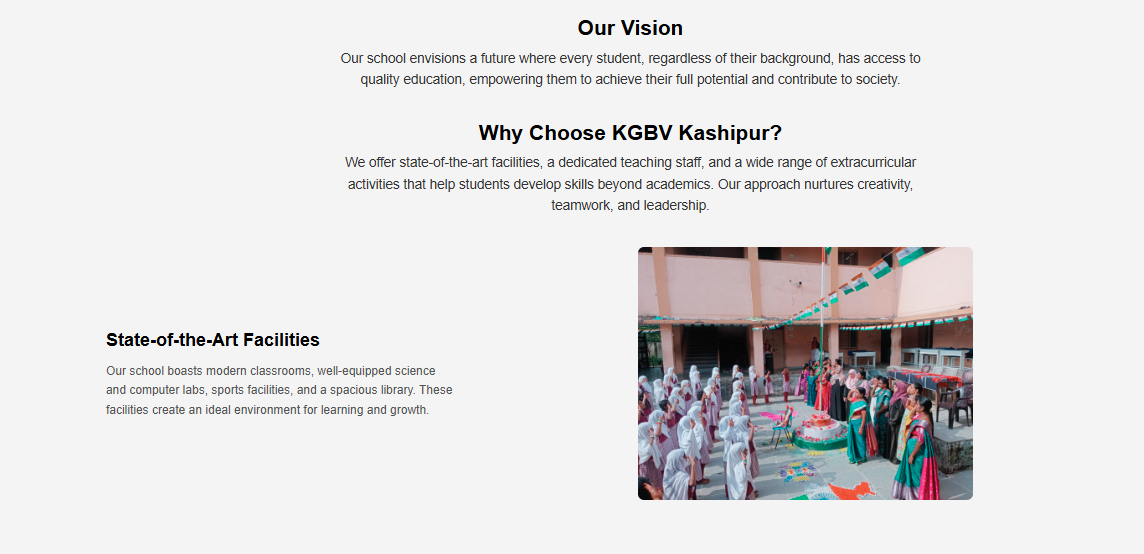 Our Vision
Our school envisions a future where every student, regardless of their background, has access to
quality education, empowering them to achieve their full potential and contribute to society.
Why Choose KGBV Kashipur?
We offer state-of-the-art facilities, a dedicated teaching staff, and a wide range of extracurricular
activities that help students develop skills beyond academics. Our approach nurtures creativity,
teamwork, and leadership.
State-of-the-Art Facilities
Our school boasts modern classrooms, well-equipped science
and computer labs, sports facilities, and a spacious library. These
facilities create an ideal environment for learning and growth.